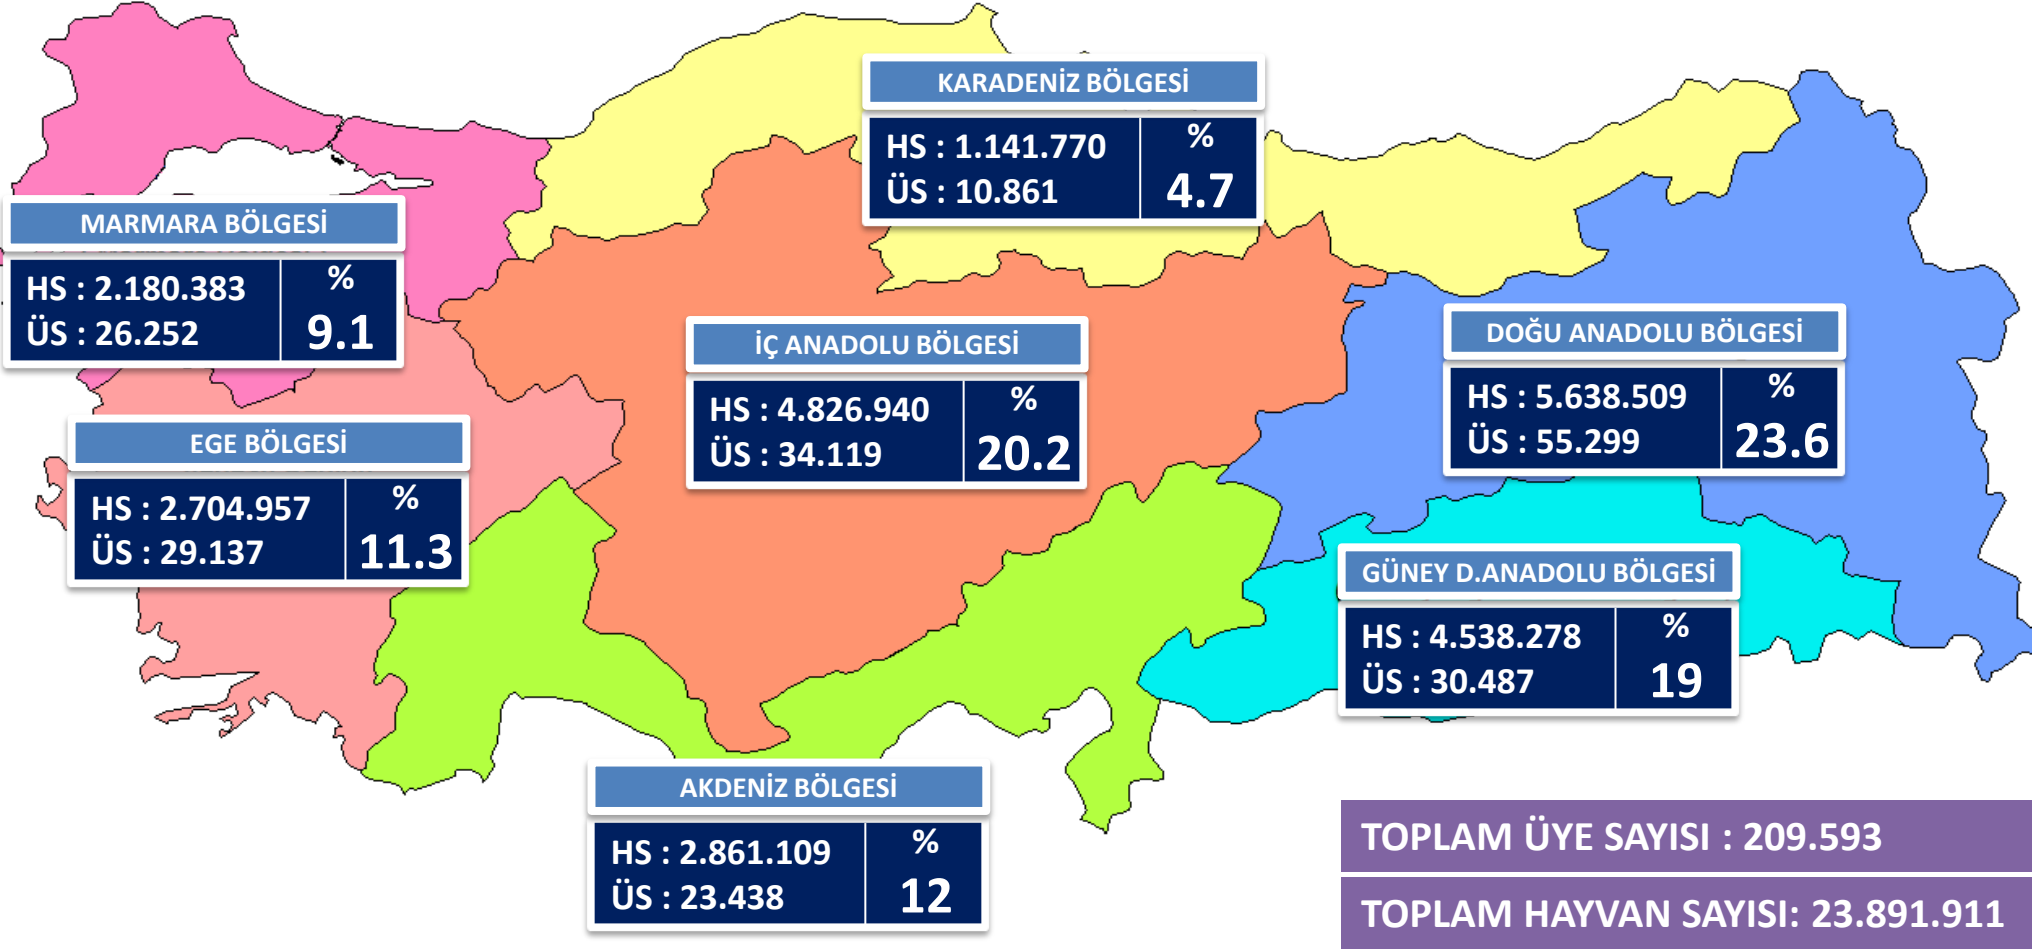 KARADENİZ BÖLGESİ
HS : 1.141.770
ÜS : 10.861
%
4.7
MARMARA BÖLGESİ
HS : 2.180.383
ÜS : 26.252
%
9.1
İÇ ANADOLU BÖLGESİ
HS : 4.826.940
ÜS : 34.119
%
20.2
DOĞU ANADOLU BÖLGESİ
HS : 5.638.509
ÜS : 55.299
%
23.6
EGE BÖLGESİ
HS : 2.704.957
ÜS : 29.137
%
11.3
GÜNEY D.ANADOLU BÖLGESİ
HS : 4.538.278
ÜS : 30.487
%
19
AKDENİZ BÖLGESİ
HS : 2.861.109
ÜS : 23.438
%
12
TOPLAM ÜYE SAYISI : 209.593
TOPLAM HAYVAN SAYISI: 23.891.911